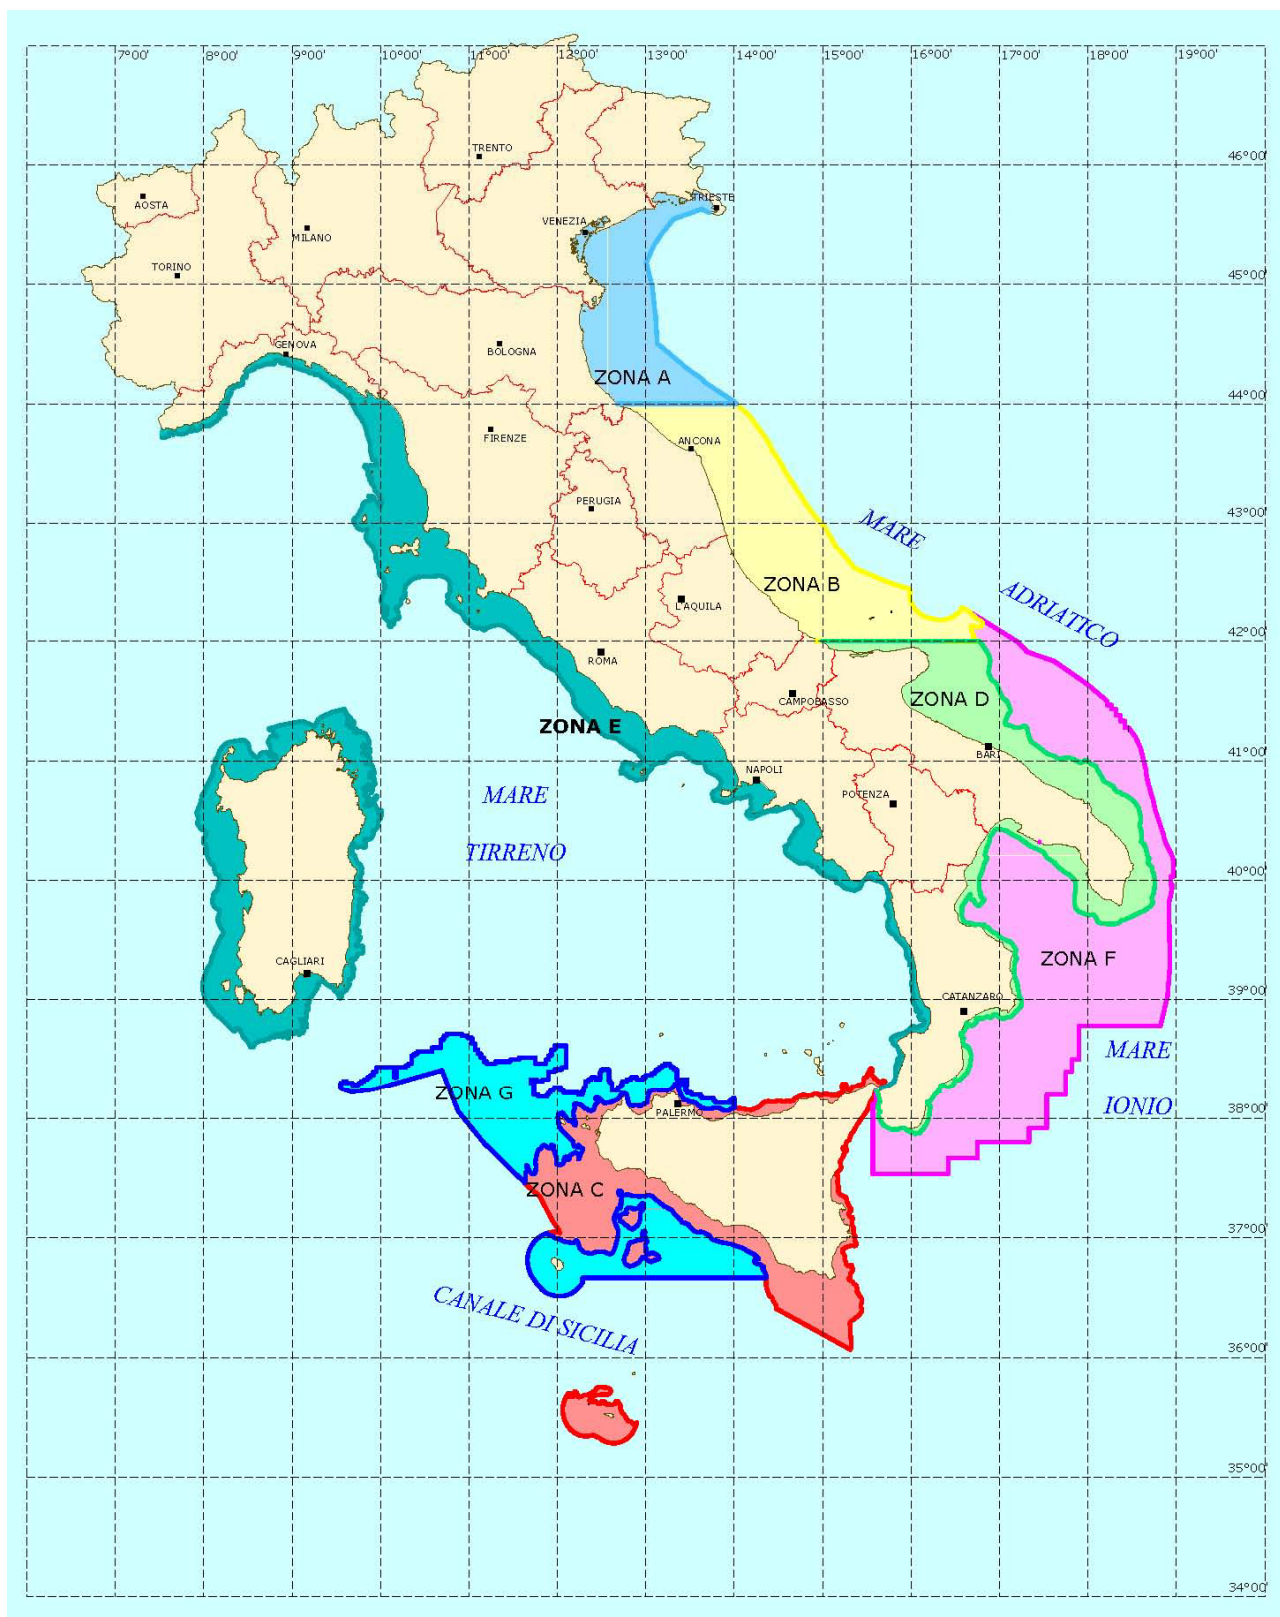 7°00' 8°00' 9°00' 10°00' 11°00' 12°00' 13°00' 14°00' 15°00' 16°00' 17°00' 18°00' 19°00'
TRENTO
46°00'
AOSTA
TRIESTE
VENEZIA
MILANO
TORINO
45°00'
GENOVA
BOLOGNA
ZONA A
44°00'
FIRENZE
ANCONA
PERUGIA
43°00'
MARE
ZONA B
ADRIATICO
L'AQUILA
42°00'
ROMA
CAMPOBASSO
ZONA D
ZONA E
BARI
41°00'
NAPOLI
MARE
POTENZA
TIRRENO
40°00'
CAGLIARI
ZONA F
CATANZARO
39°00'
MARE
ZONA G
IONIO
PALERMO
38°00'
ZONA C
37°00'
CANALE DI SICILIA
36°00'
35°00'
34°00'